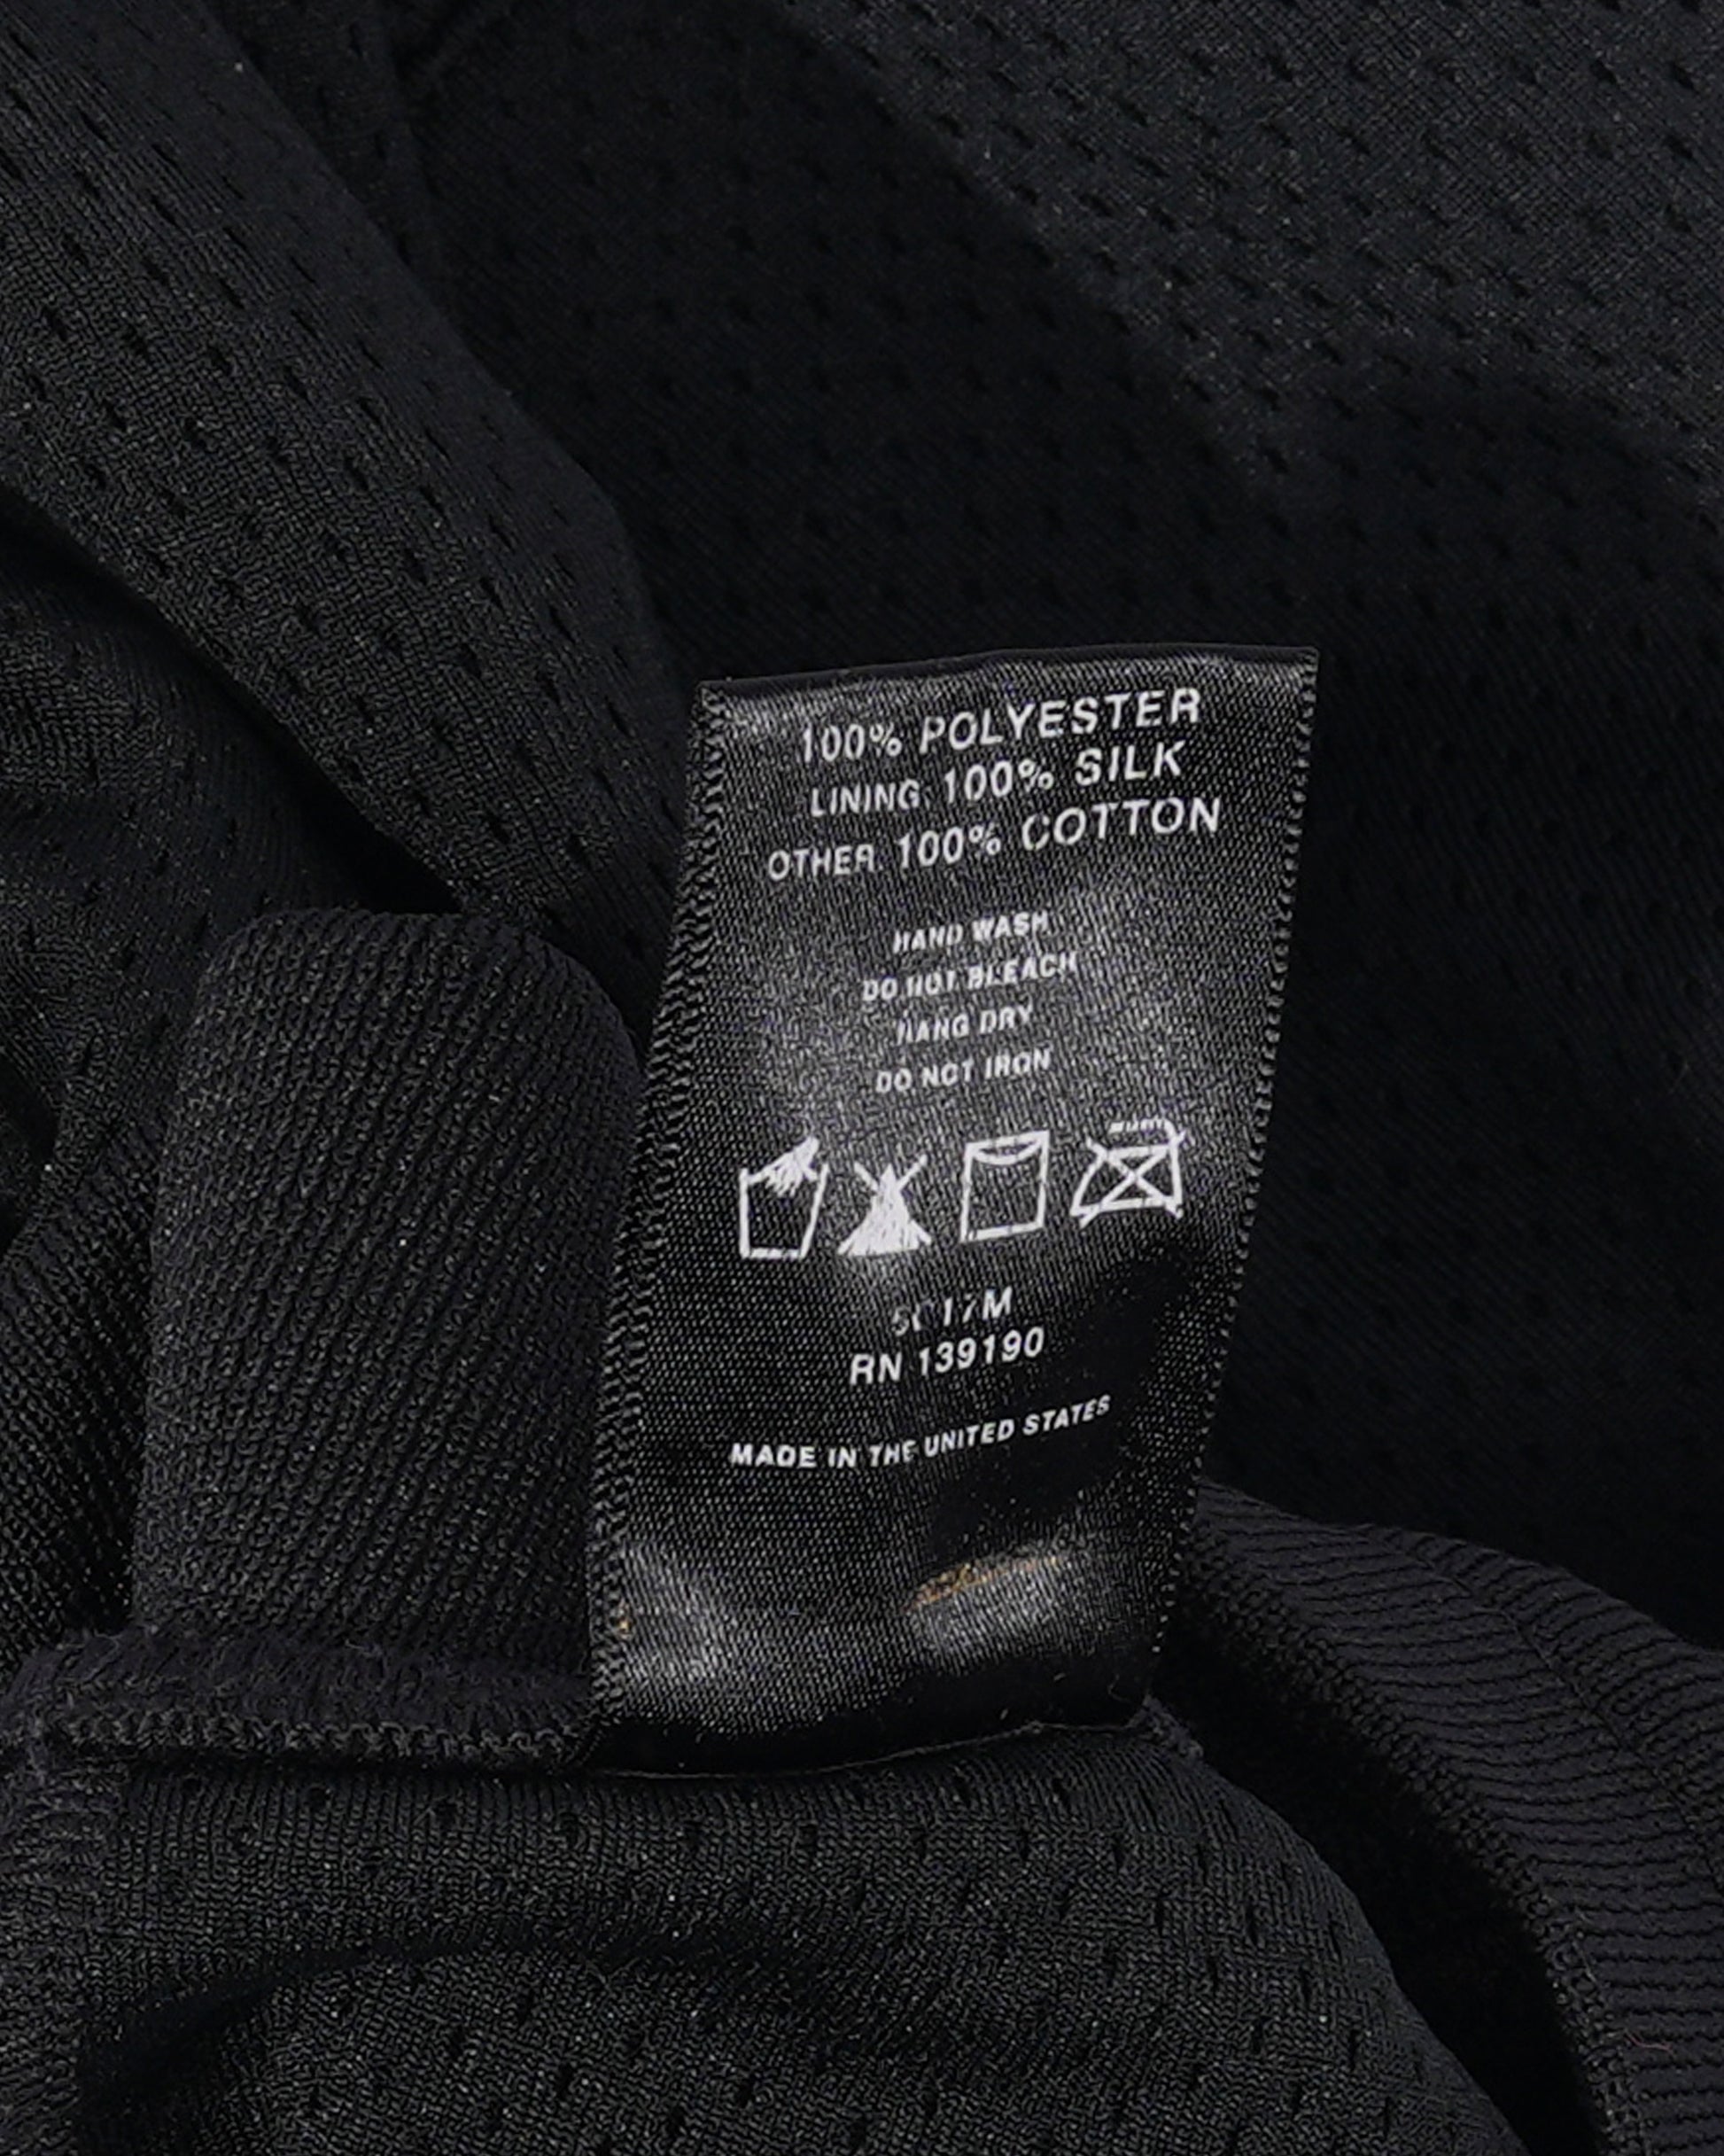 100% POLYESTER
LINING: 100% SILK
OTHER 100% COTTON
HAND WASH
DO NOT BLEACH
HANG DRY
DO NOT IRON
RN 139190
MADE IN THE UNITED STATES